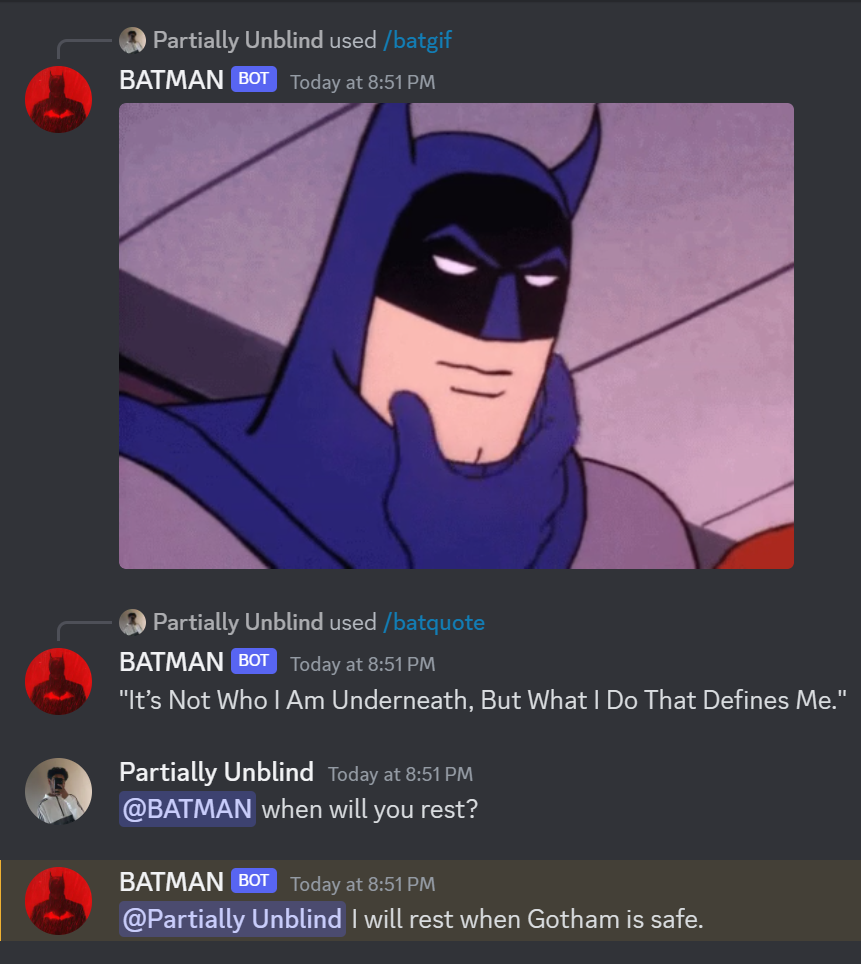 Partially Unblind used /batgif
BATMAN BOT Today at 8:51 PM
Partially Unblind used /batquote
BATMAN BOT Today at 8:51 PM
"It’s Not Who I Am Underneath, But What I Do That Defines Me."
Partially Unblind Today at 8:51 PM
@BATMAN when will you rest?
BATMAN BOT Today at 8:51 PM
@Partially Unblind I will rest when Gotham is safe.